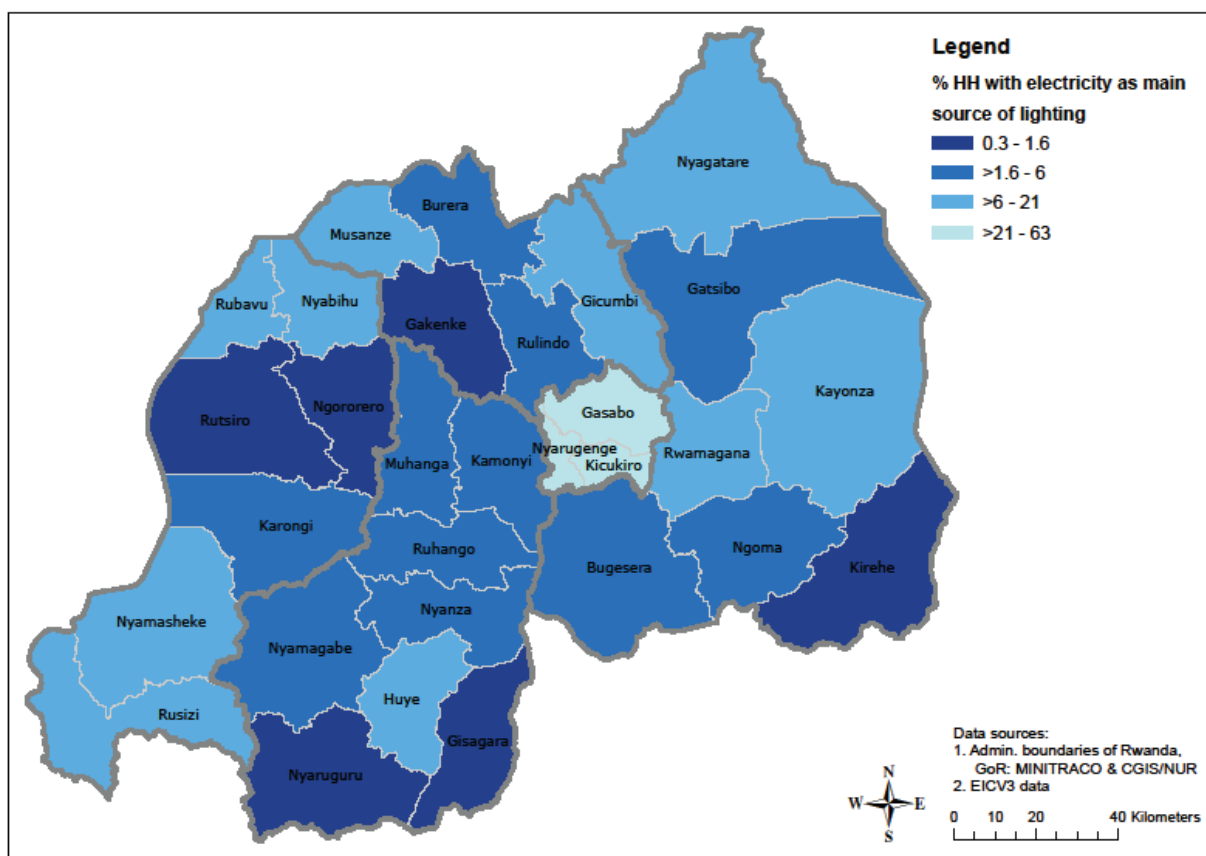 Legend
% HH with electricity as main
source of lighting
0.3 - 1.6
>1.6 - 6
>6 - 21
>21 - 63
Nyagatare
Burera
Musanze
Gatsibo
Rubavu
Nyabihu
Gicumbi
Gakenke
Rulindo
Kayonza
Gasabo
Rutsiro
Ngororero
Nyarugenge
Rwamagana
Muhanga
Kamonyi
Kicukiro
Karongi
Ruhango
Ngoma
Bugesera
Kirehe
Nyanza
Nyamasheke
Nyamagabe
Huye
Rusizi
Gisagara
Nyaruguru
Data sources:
1. Admin. boundaries of Rwanda,
GoR: MINITRACO & CGIS/NUR
2. EICV3 data
N
W E
S
0 10 20 40 Kilometers